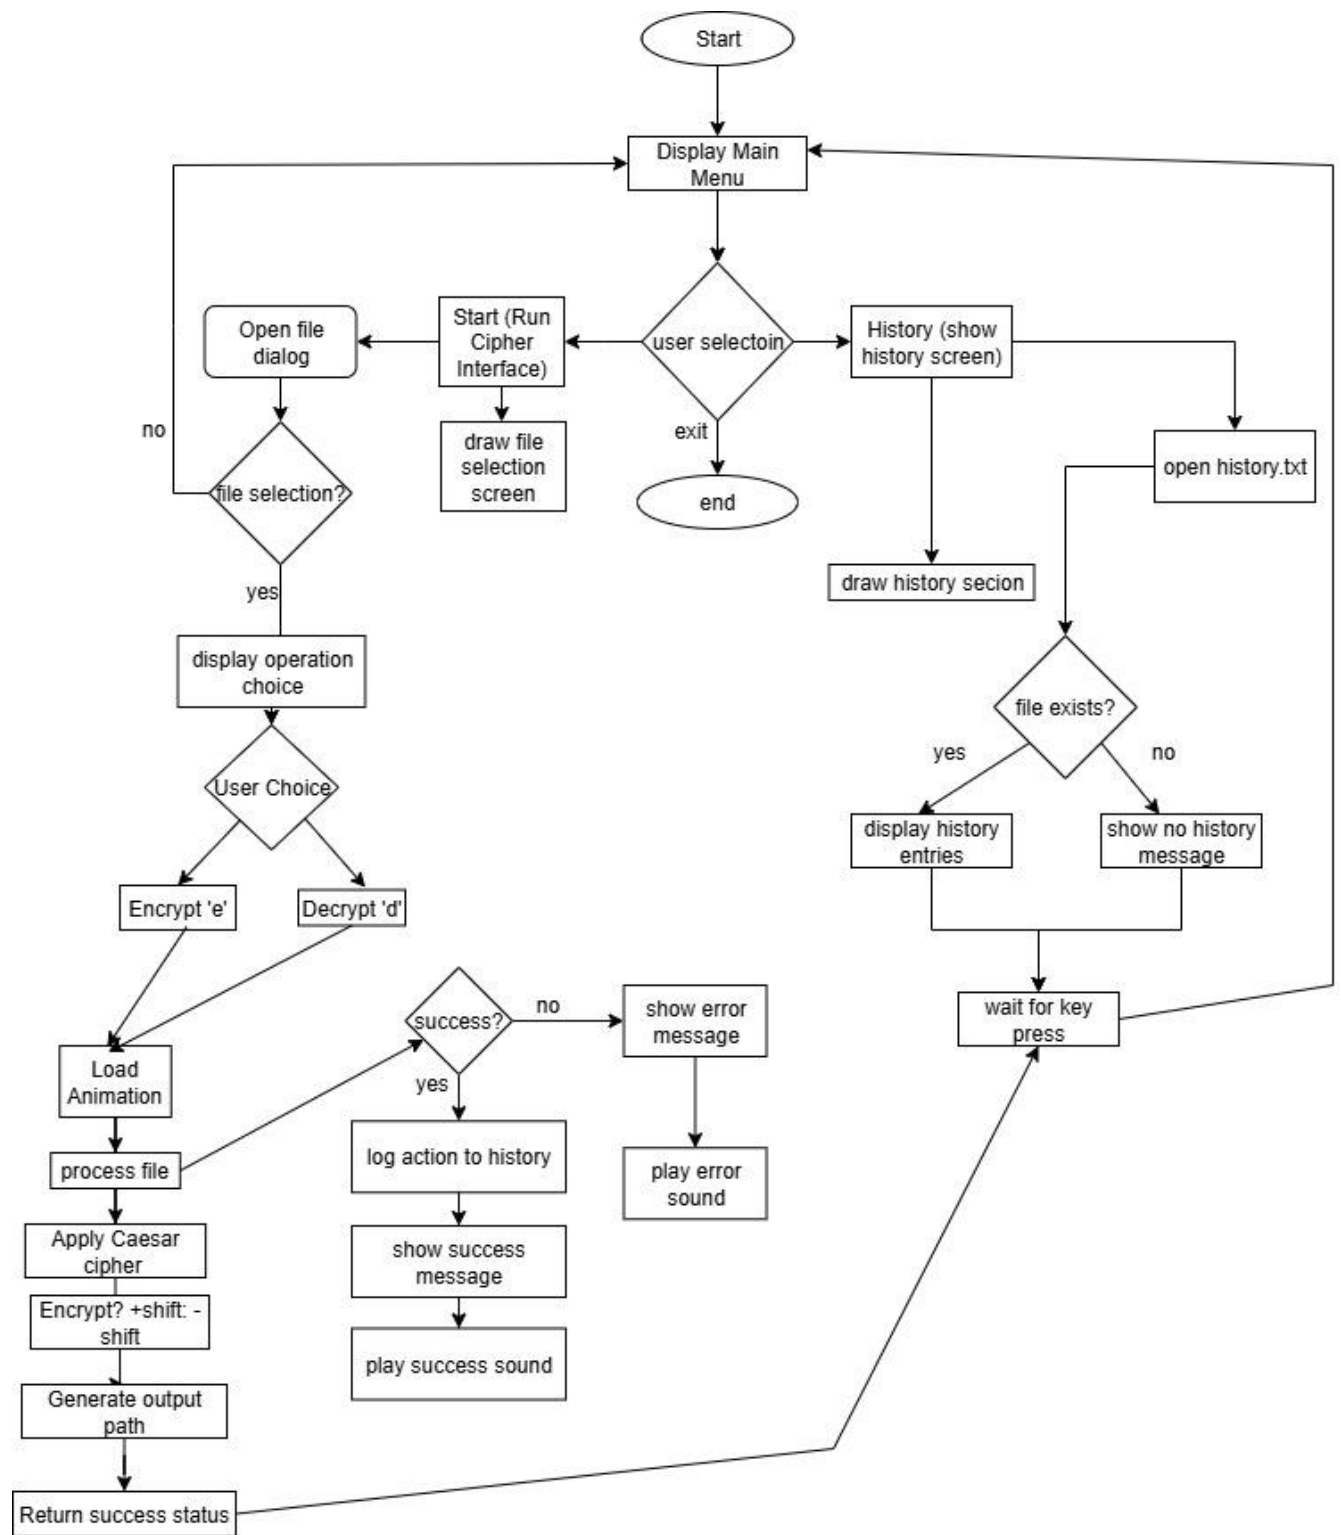 Start
Display Main
Menu
user selectoin
Start (Run
Cipher
Interface)
Open file
dialog
draw file
selection
screen
exit
end
History (show
history screen)
open history.txt
draw history secion
no
file selection?
yes
display operation
choice
User Choice
Encrypt 'e'
Decrypt 'd'
Load
Animation
process file
Apply Caesar
cipher
Encrypt? +shift: -
shift
Generate output
path
Return success status
success?
no
show error
message
play error
sound
yes
log action to history
show success
message
play success sound
file exists?
yes
no
display history
entries
show no history
message
wait for key
press